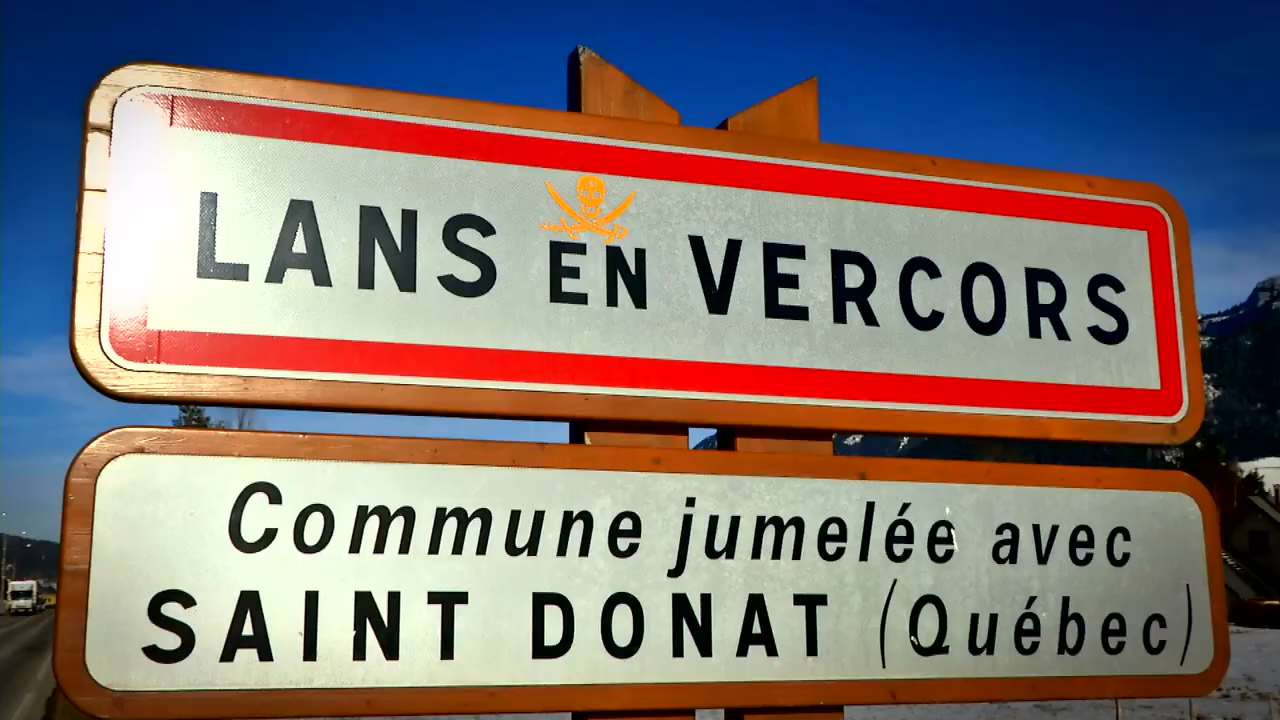 LANS EN VERCORS
Commune jumelée avec
SAINT DONAT (Québec)